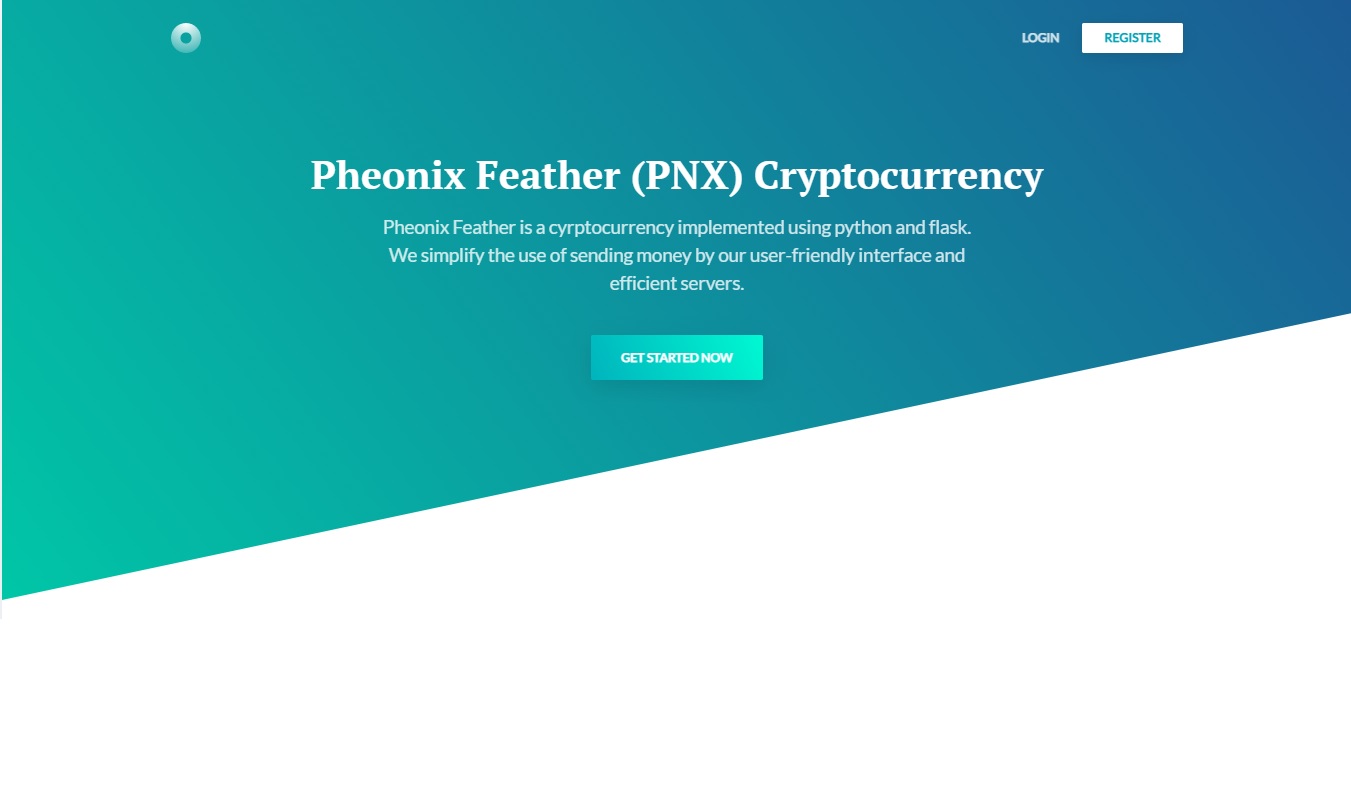 LOGIN
REGISTER
Pheonix Feather (PNX) Cryptocurrency
Pheonix Feather is a cyrptocurrency implemented using python and flask.
We simplify the use of sending money by our user-friendly interface and
efficient servers.
GET STARTED NOW